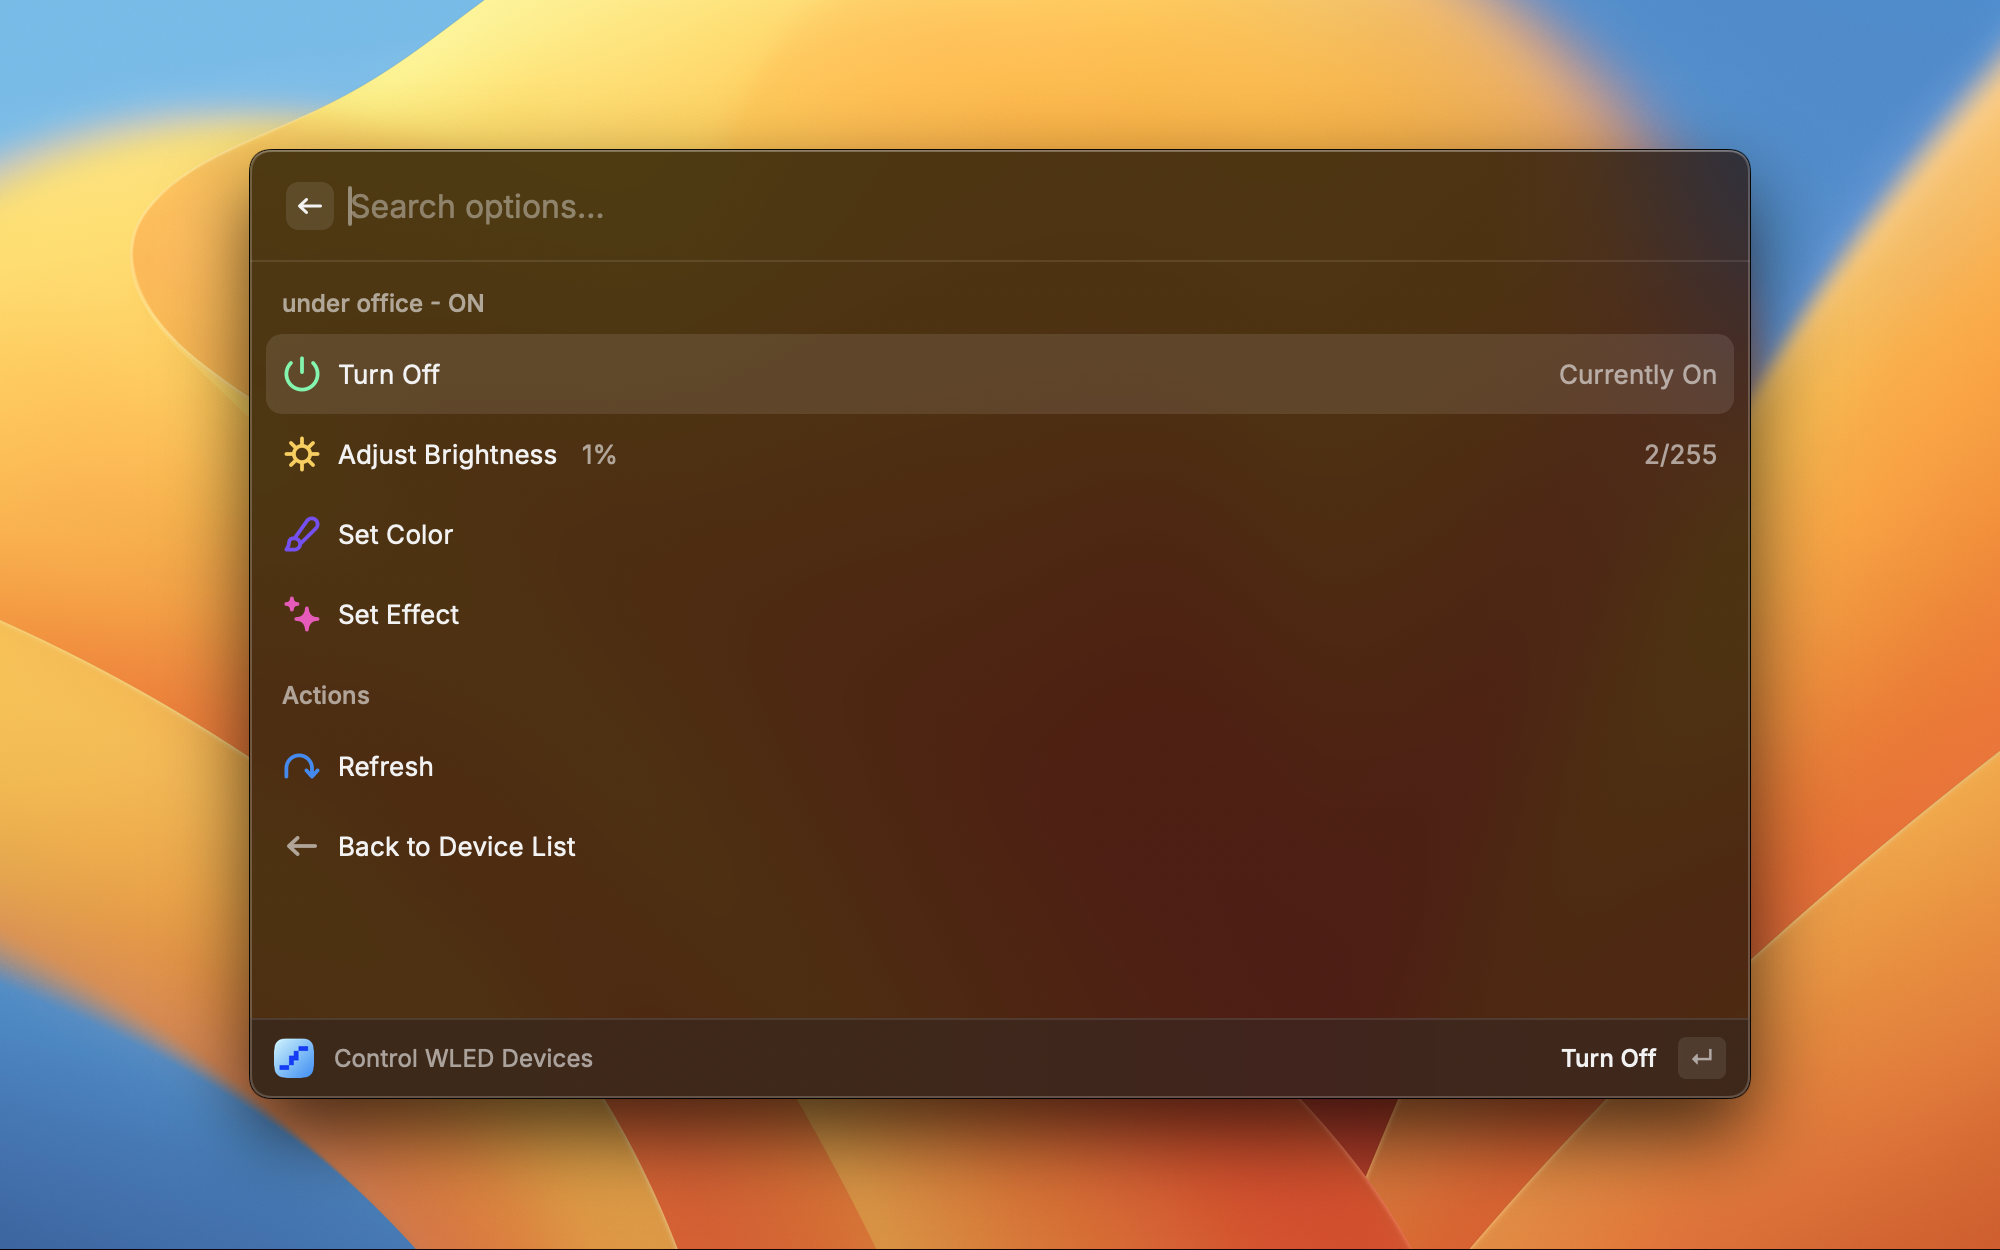 Search options...
under office - ON
Turn Off Currently On
Adjust Brightness 1% 2/255
Set Color
Set Effect
Actions
Refresh
Back to Device List
Control WLED Devices Turn Off